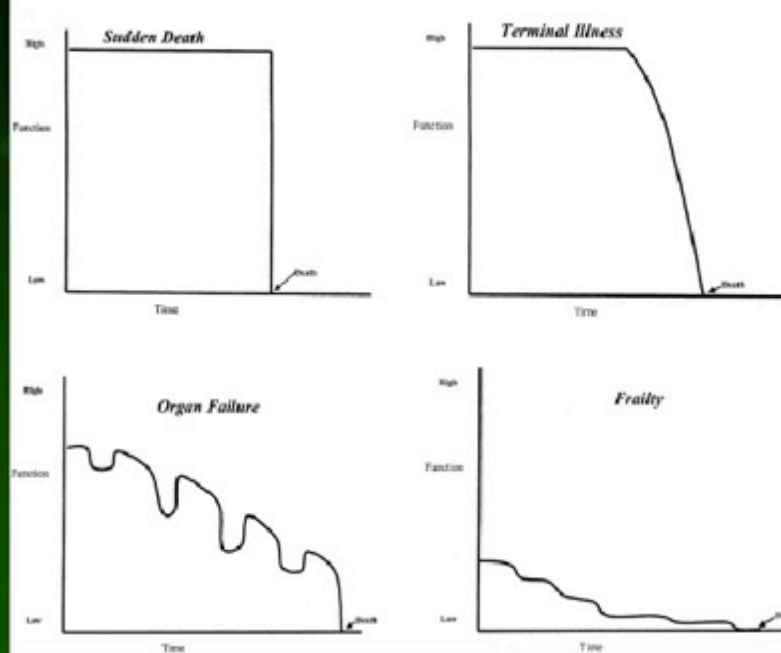 Sudden Death
High
Function
Low
Death
Time
Terminal Illness
High
Function
Low
Death
Time
Organ Failure
High
Function
Low
Death
Time
Frailty
High
Function
Low
Time